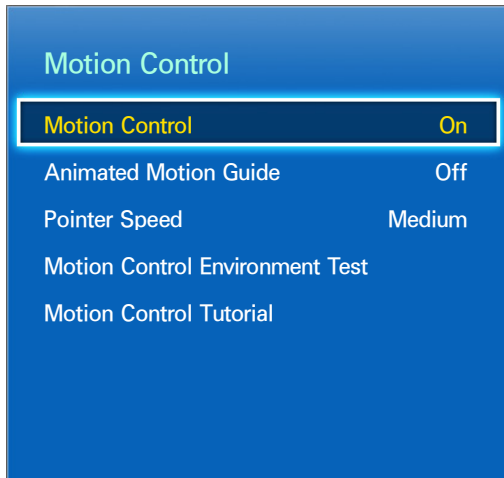 Motion Control
Motion Control On
Animated Motion Guide Off
Pointer Speed Medium
Motion Control Environment Test
Motion Control Tutorial